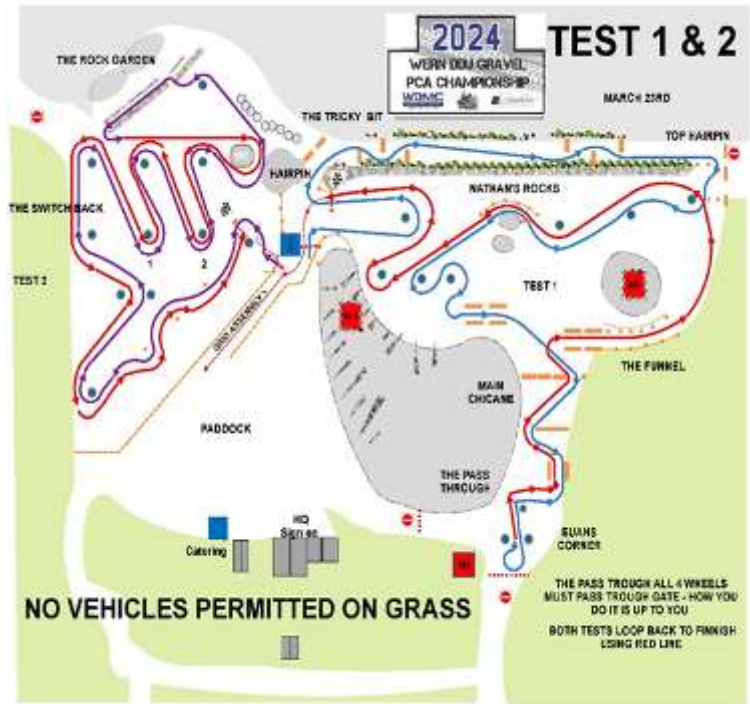 2024
WERN DDU GRAVEL
PCA CHAMPIONSHIP
WDMC
TEST 1 & 2
MARCH 23RD
THE ROCK GARDEN
THE TRICKY BIT
TOP HAIRPIN
HAIRPIN
NATHAN'S ROCKS
THE SWITCH BACK
1
2
TEST 2
TEST 1
THE FUNNEL
MAIN
CHICANE
PADDOCK
THE PASS
THROUGH
HQ
Sign on
Catering
EVANS
CORNER
NO VEHICLES PERMITTED ON GRASS
THE PASS TROUGH ALL 4 WHEELS
MUST PASS TROUGH GATE - HOW YOU
DO IT IS UP TO YOU
BOTH TESTS LOOP BACK TO FINNISH
USING RED LINE